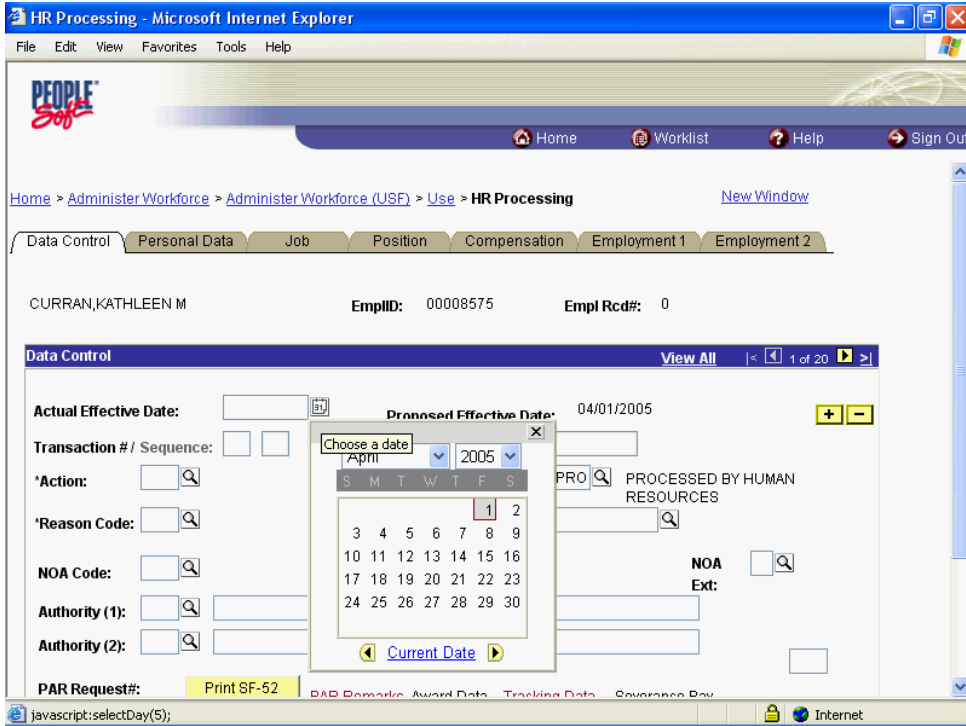 HR Processing - Microsoft Internet Explorer
File Edit View Favorites Tools Help
PEOPLE
Soft
Home Worklist Help Sign Out
Home > Administer Workforce > Administer Workforce (USF) > Use > HR Processing New Window
Data Control Personal Data Job Position Compensation Employment 1 Employment 2
CURRAN,KATHLEEN M EmplID: 00008575 Empl Rcd#: 0
Data Control View All |< 1 of 20 >|
Actual Effective Date: 31 Proposed Effective Date: 04/01/2005 + -
Transaction # / Sequence: Choose a date X
April 2005
*Action: S M T W T F S PRO PROCESSED BY HUMAN
RESOURCES
1 2
*Reason Code: 3 4 5 6 7 8 9
10 11 12 13 14 15 16
NOA Code: 17 18 19 20 21 22 23 NOA
Ext:
24 25 26 27 28 29 30
Authority (1):
Authority (2): Current Date
PAR Request#: Print SF-52 PAR Remarks Award Data Tracking Data Severance Pay
javascript:selectDay(5); Internet